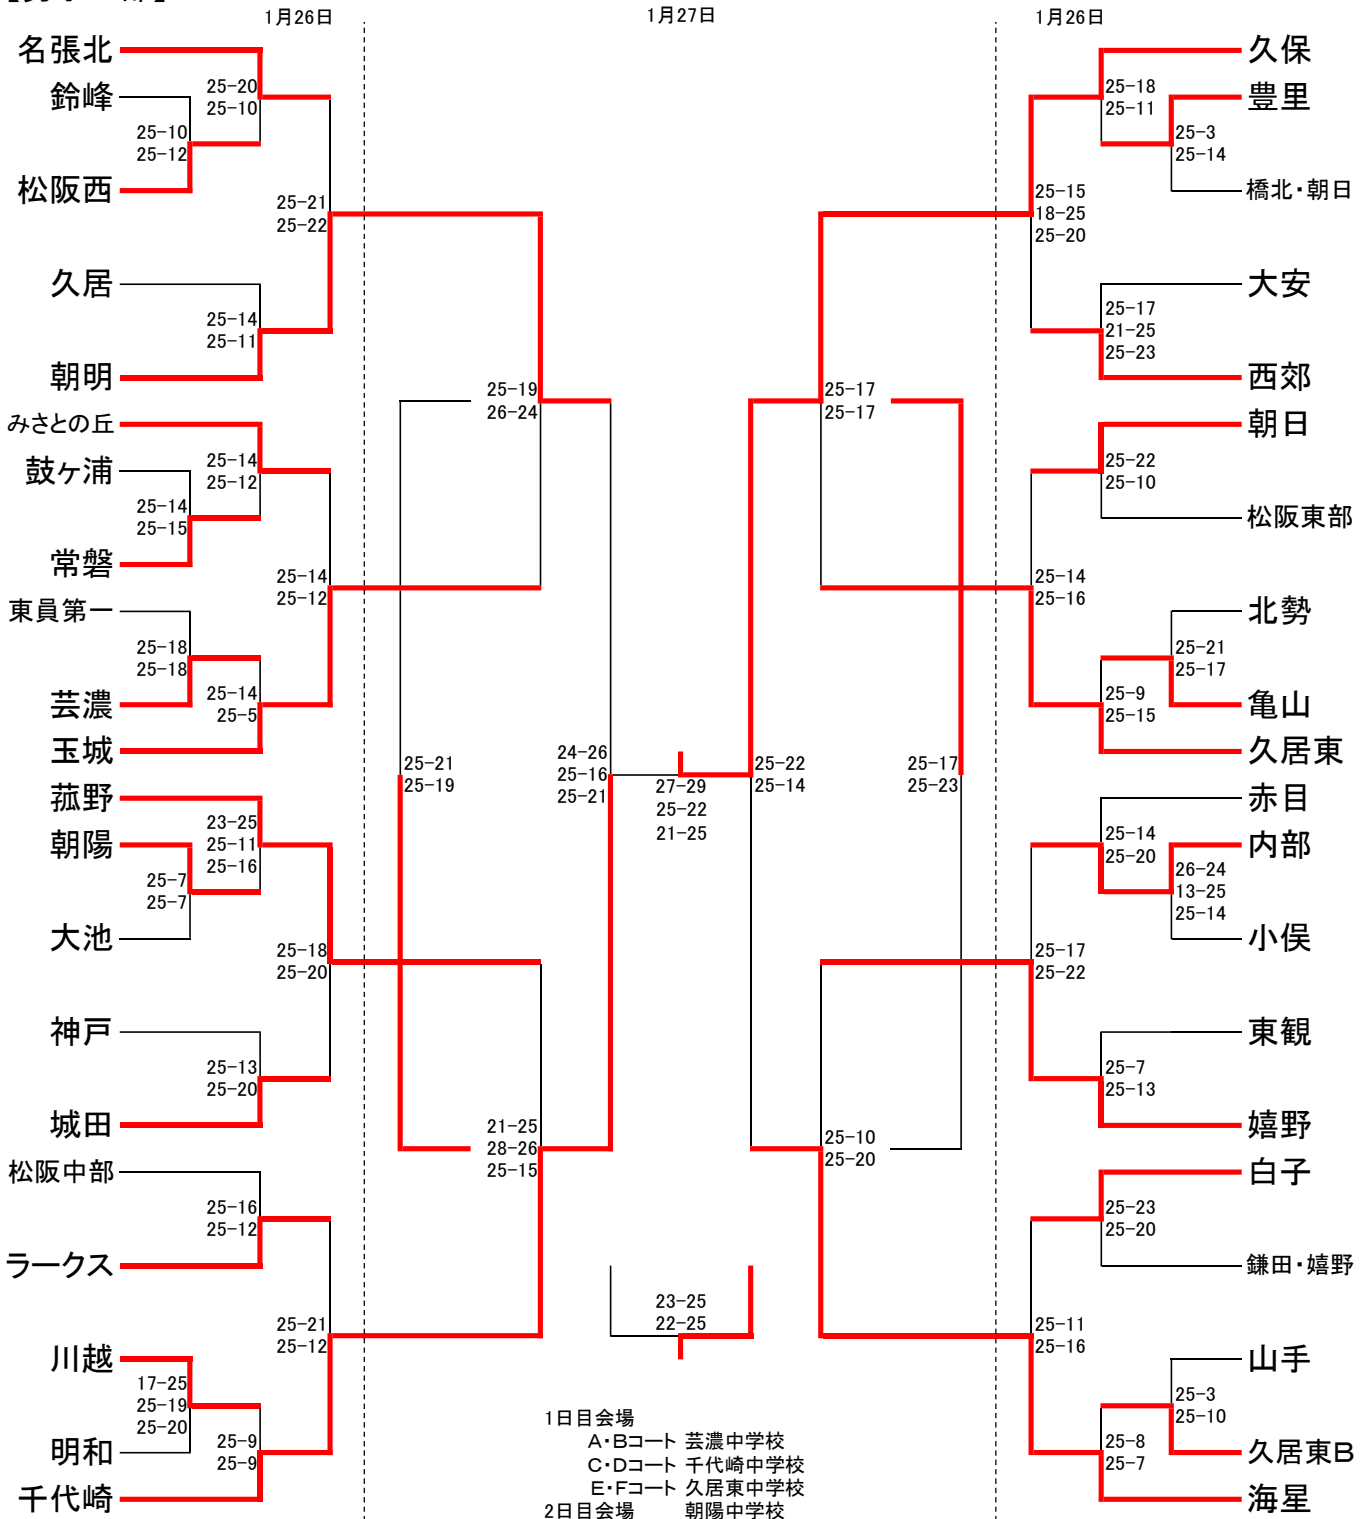 1月26日
1月27日
1月26日
名張北
鈴峰
松阪西
久居
朝明
みさとの丘
鼓ヶ浦
常磐
東員第一
芸濃
玉城
菰野
朝陽
大池
神戸
城田
松阪中部
ラークス
川越
明和
千代崎
25-20
25-10
25-10
25-12
25-21
25-22
25-14
25-11
25-14
25-12
25-14
25-15
25-14
25-12
25-18
25-18
25-14
25-5
23-25
25-11
25-16
25-7
25-7
25-18
25-20
25-13
25-20
25-16
25-12
25-21
25-12
17-25
25-19
25-20
25-9
25-9
25-19
26-24
25-21
25-19
24-26
25-16
25-21
21-25
28-26
25-15
27-29
25-22
21-25
23-25
22-25
25-17
25-17
25-22
25-14
25-17
25-23
25-10
25-20
25-18
25-11
25-3
25-14
25-15
18-25
25-20
25-17
21-25
25-23
25-22
25-10
25-14
25-16
25-21
25-17
25-9
25-15
25-14
25-20
26-24
13-25
25-14
25-17
25-22
25-7
25-13
25-23
25-20
25-11
25-16
25-3
25-10
25-8
25-7
久保
豊里
橋北・朝日
大安
西郊
朝日
松阪東部
北勢
亀山
久居東
赤目
内部
小俣
東観
嬉野
白子
鎌田・嬉野
山手
久居東B
海星
1日目会場
A・Bコート 芸濃中学校
C・Dコート 千代崎中学校
E・Fコート 久居東中学校
2日目会場 朝陽中学校